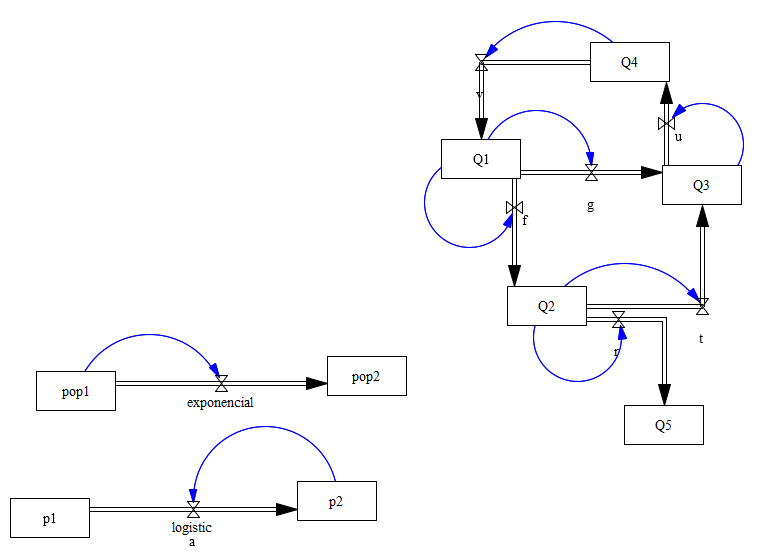 Q4
v
u
Q1
Q3
g
f
Q2
t
r
pop2
pop1
exponencial
Q5
p2
p1
logistic
a